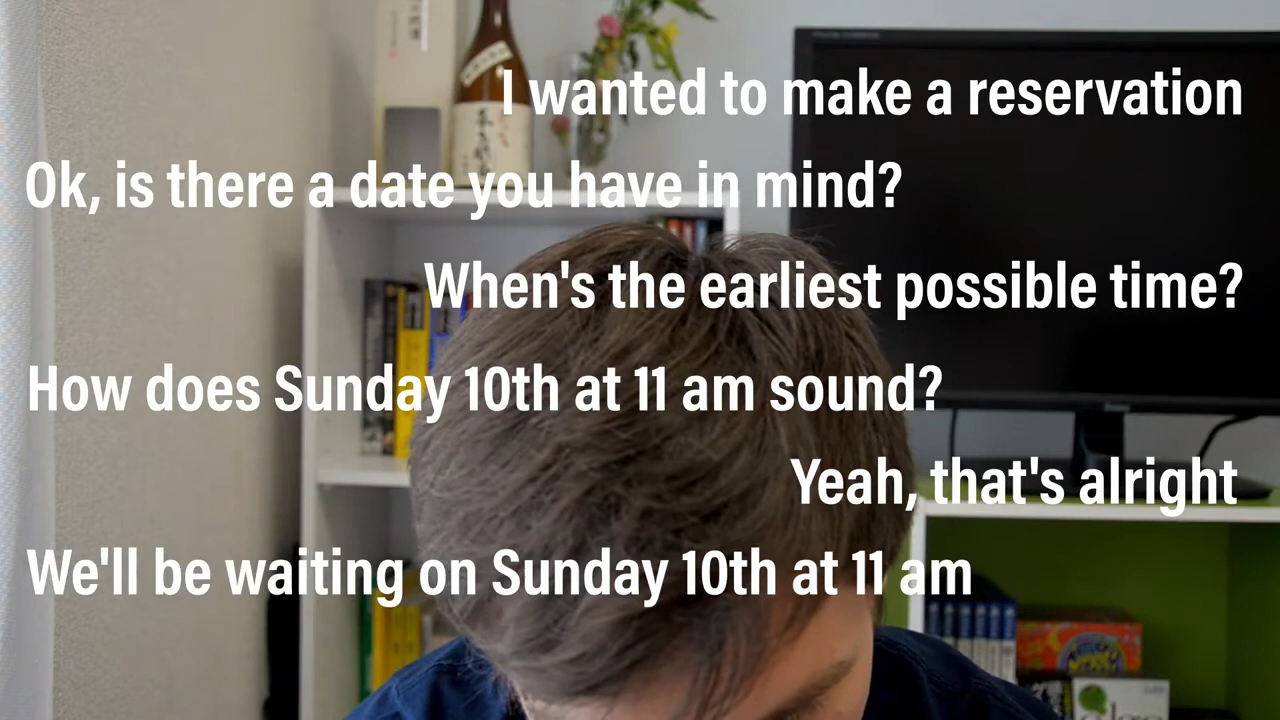 I wanted to make a reservation
Ok, is there a date you have in mind?
When's the earliest possible time?
How does Sunday 10th at 11 am sound?
Yeah, that's alright
We'll be waiting on Sunday 10th at 11 am